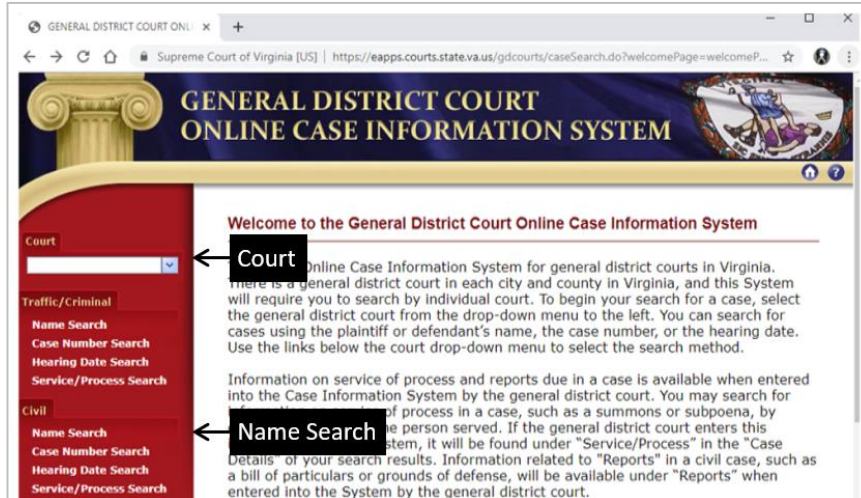 GENERAL DISTRICT COURT ONLI
Supreme Court of Virginia [US] | https://eapps.courts.state.va.us/gdcourts/caseSearch.do?welcomePage=welcomeP...
GENERAL DISTRICT COURT
ONLINE CASE INFORMATION SYSTEM
Welcome to the General District Court Online Case Information System
Court
Court
Online Case Information System for general district courts in Virginia.
There is a general district court in each city and county in Virginia, and this System
will require you to search by individual court. To begin your search for a case, select
the general district court from the drop-down menu to the left. You can search for
cases using the plaintiff or defendant's name, the case number, or the hearing date.
Use the links below the court drop-down menu to select the search method.
Traffic/Criminal
Name Search
Case Number Search
Hearing Date Search
Service/Process Search
Information on service of process and reports due in a case is available when entered
into the Case Information System by the general district court. You may search for
of process in a case, such as a summons or subpoena, by
person served. If the general district court enters this
it will be found under "Service/Process" in the "Case
Details" of your search results. Information related to "Reports" in a civil case, such as
a bill of particulars or grounds of defense, will be available under "Reports" when
entered into the System by the general district court.
Civil
Name Search
Name Search
Case Number Search
Hearing Date Search
Service/Process Search